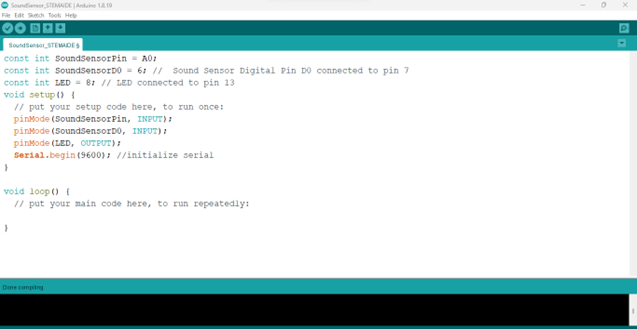 SoundSensor_STEMAIDE | Arduino 1.8.19
File Edit Sketch Tools Help
SoundSensor_STEMAIDE §
const int SoundSensorPin = A0;
const int SoundSensorD0 = 6; // Sound Sensor Digital Pin D0 connected to pin 7
const int LED = 8; // LED connected to pin 13
void setup() {
// put your setup code here, to run once:
pinMode(SoundSensorPin, INPUT);
pinMode(SoundSensorD0, INPUT);
pinMode(LED, OUTPUT);
Serial.begin(9600); //initialize serial
}
void loop() {
// put your main code here, to run repeatedly:
}
Done compiling.